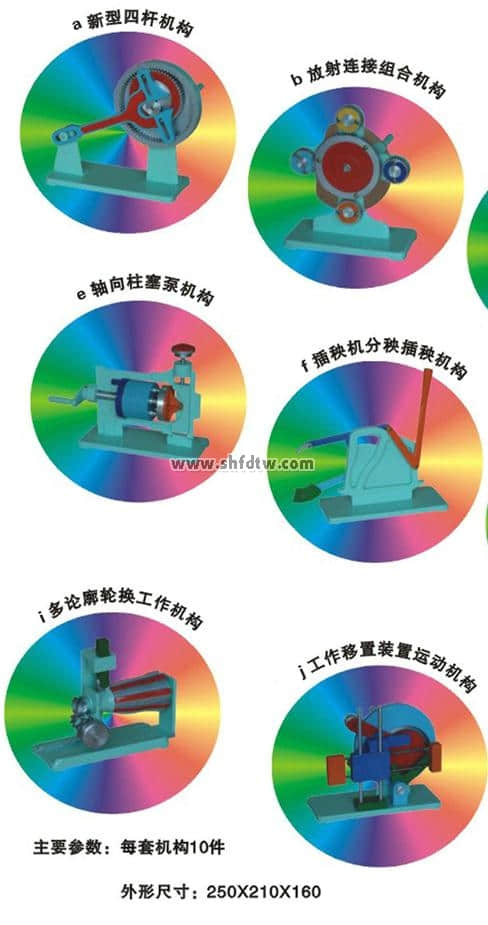 a 新型四杆机构
b 放射连接组合机构
e 轴向柱塞泵机构
f 插秧机分秧插秧机构
www.shfdtw.com
i 多论廓轮换工作机构
j 工作移置装置运动机构
主要参数：每套机构10件
外形尺寸：250X210X160